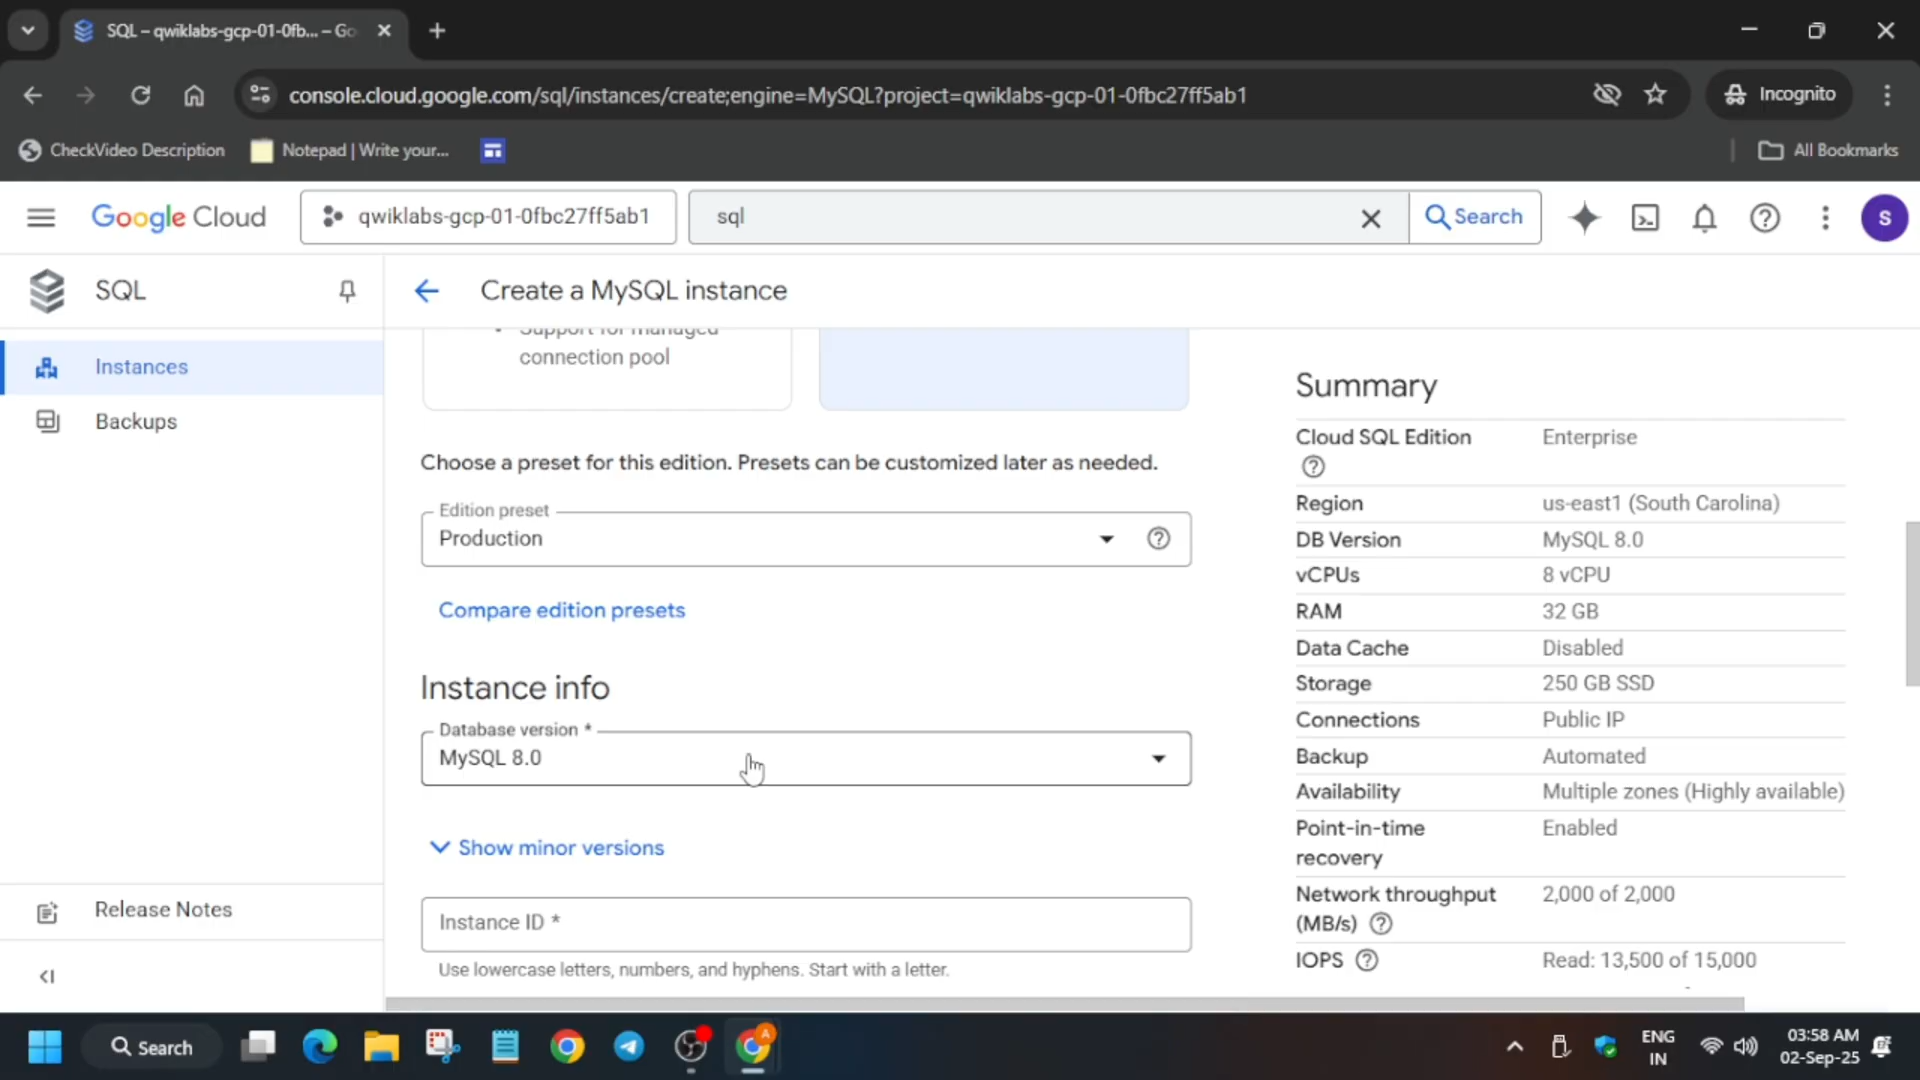 SQL – qwiklabs-gcp-01-0fb... – Go
console.cloud.google.com/sql/instances/create;engine=MySQL?project=qwiklabs-gcp-01-0fbc27ff5ab1
Incognito
CheckVideo Description
Notepad | Write your...
All Bookmarks
Google Cloud
qwiklabs-gcp-01-0fbc27ff5ab1
sql
Search
S
SQL
Create a MySQL instance
Instances
Backups
Release Notes
Support for managed
connection pool
Choose a preset for this edition. Presets can be customized later as needed.
Edition preset
Production
Compare edition presets
Instance info
Database version *
MySQL 8.0
Show minor versions
Instance ID *
Use lowercase letters, numbers, and hyphens. Start with a letter.
Summary
Cloud SQL Edition Enterprise
Region us-east1 (South Carolina)
DB Version MySQL 8.0
vCPUs 8 vCPU
RAM 32 GB
Data Cache Disabled
Storage 250 GB SSD
Connections Public IP
Backup Automated
Availability Multiple zones (Highly available)
Point-in-time Enabled
recovery
Network throughput 2,000 of 2,000
(MB/s)
IOPS Read: 13,500 of 15,000
Search
ENG
IN
03:58 AM
02-Sep-25